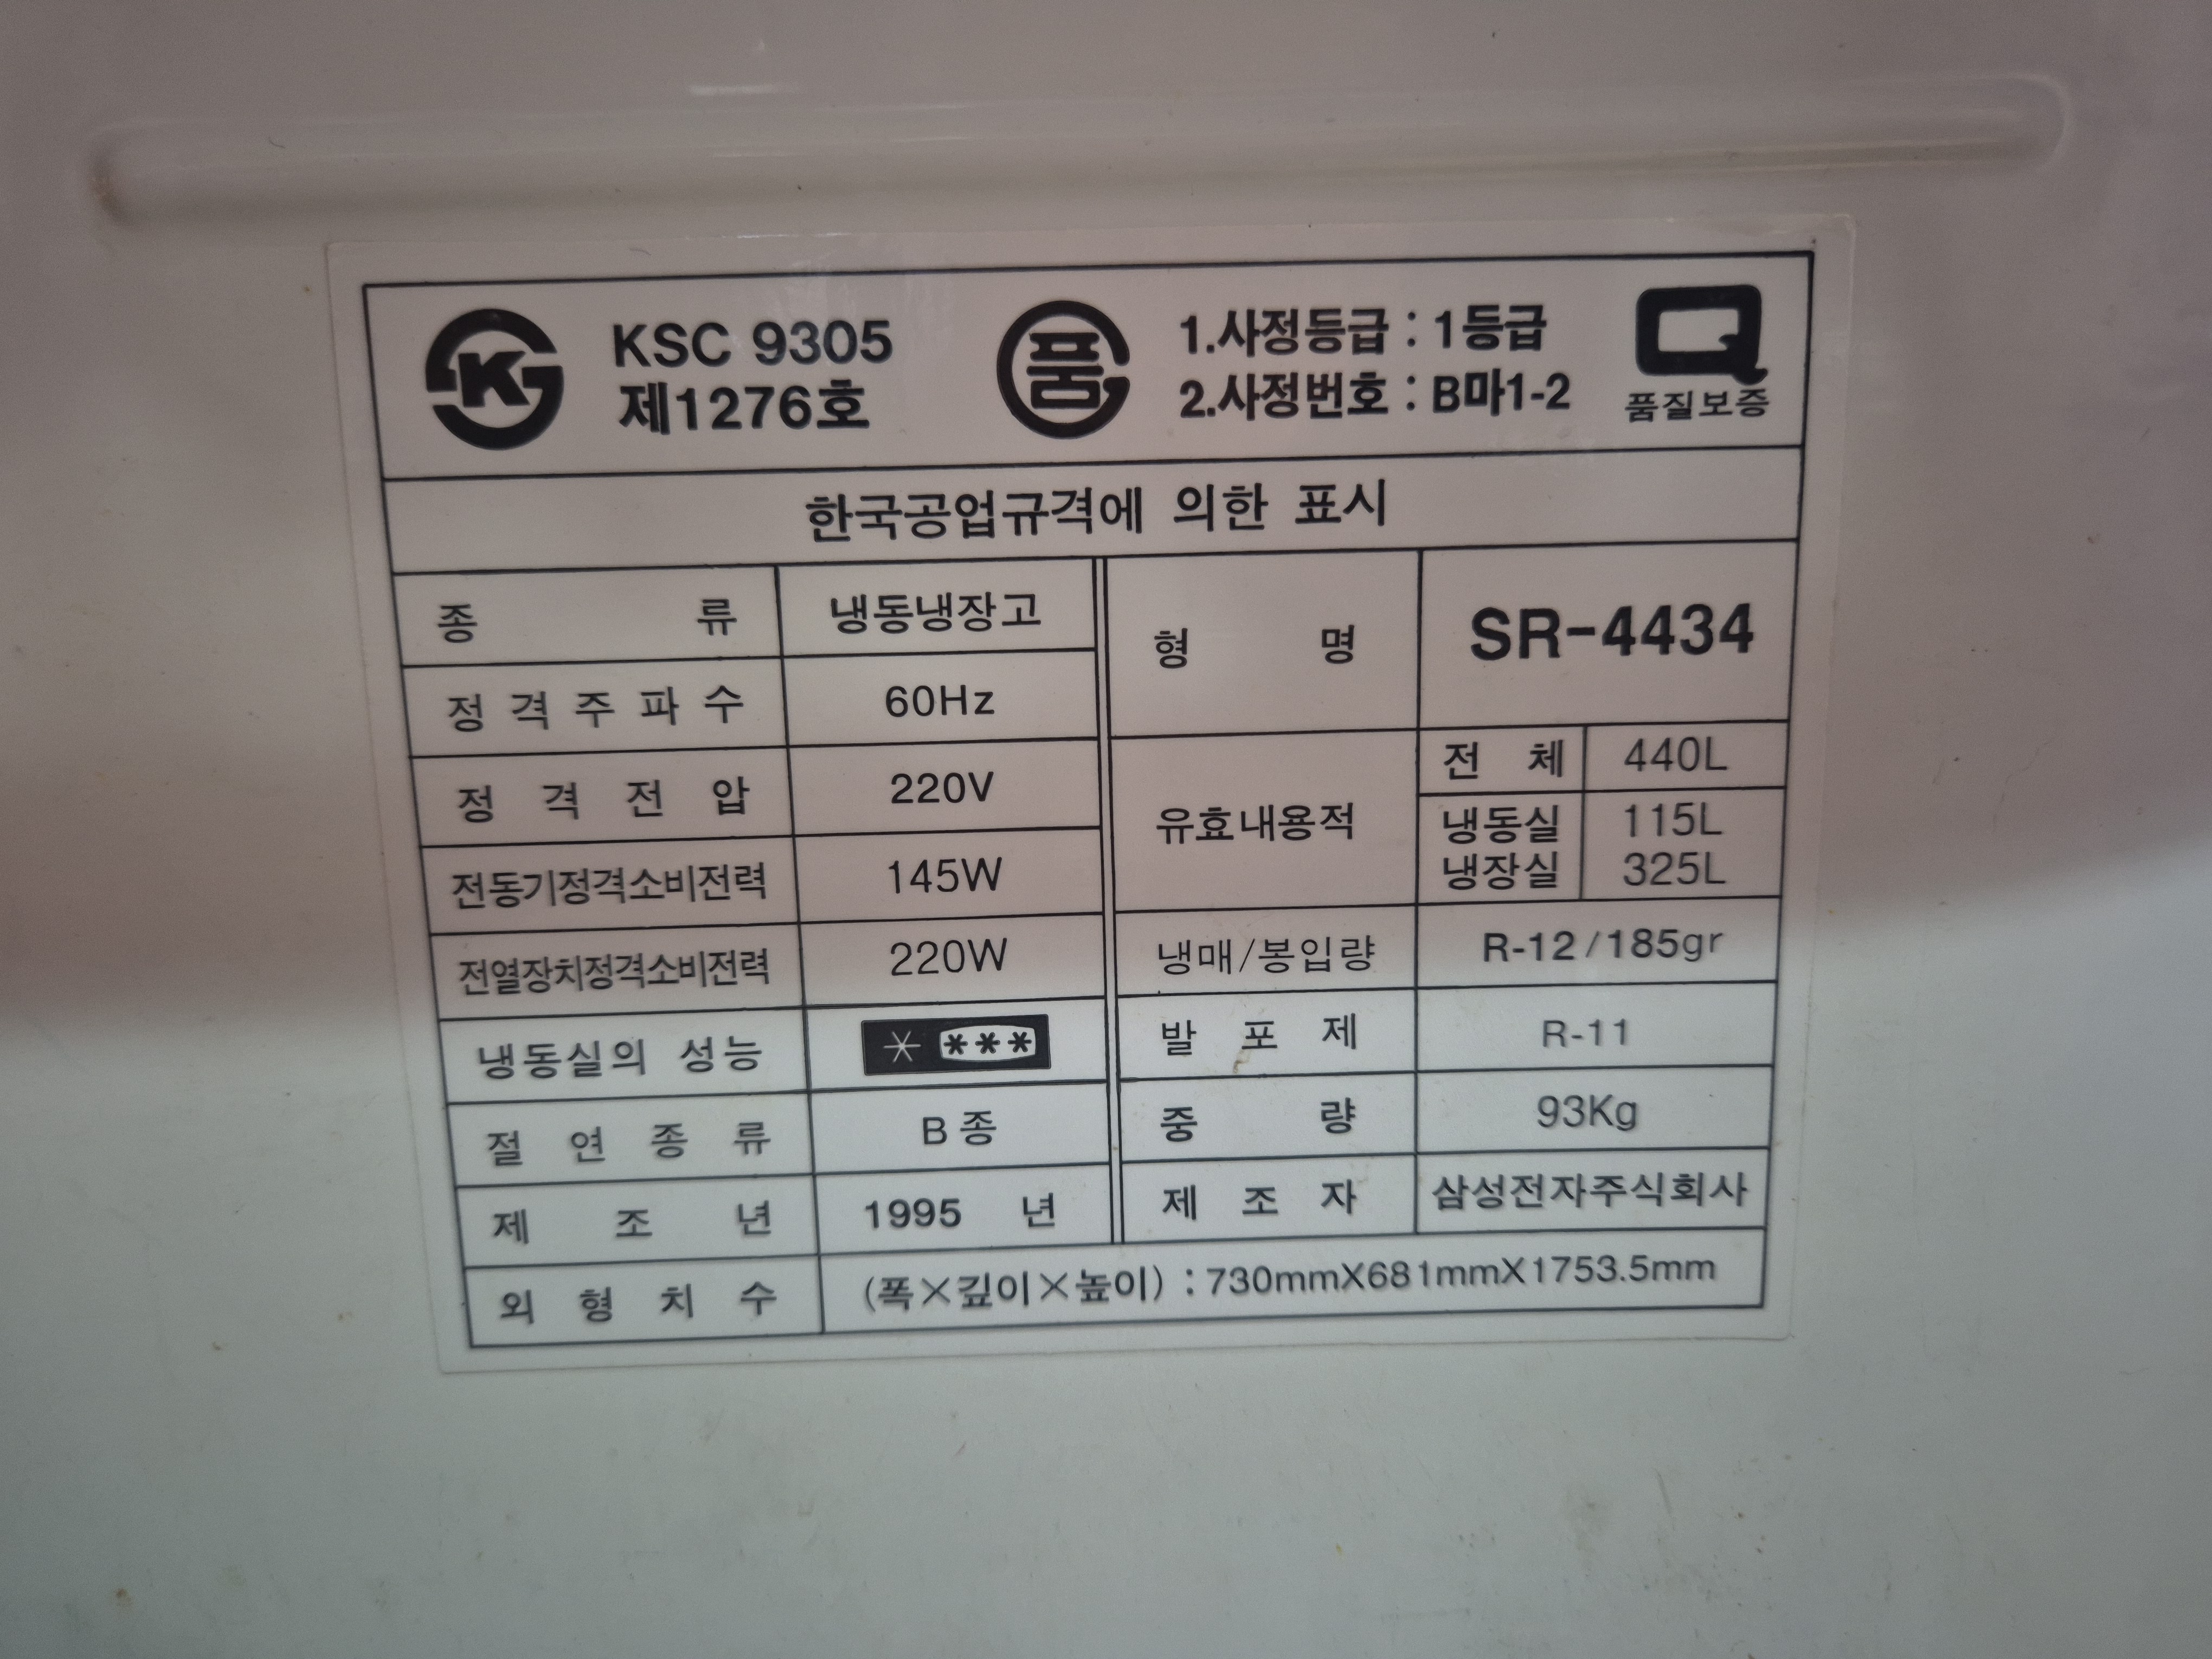 K
KSC 9305
제1276호
품
1.사정등급 : 1등급
2.사정번호 : B마1-2
Q
품질보증
한국공업규격에 의한 표시
종 류 냉동냉장고
형 명 SR-4434
정 격 주 파 수 60Hz
정 격 전 압 220V
유효내용적
전 체 440L
냉동실 115L
냉장실 325L
전동기정격소비전력 145W
전열장치정격소비전력 220W
냉매/봉입량 R-12/185gr
냉동실의 성능 * ***
발 포 제 R-11
절 연 종 류 B 종
중 량 93Kg
제 조 년 1995 년
제 조 자 삼성전자주식회사
외 형 치 수 (폭×깊이×높이) : 730mmX681mmX1753.5mm